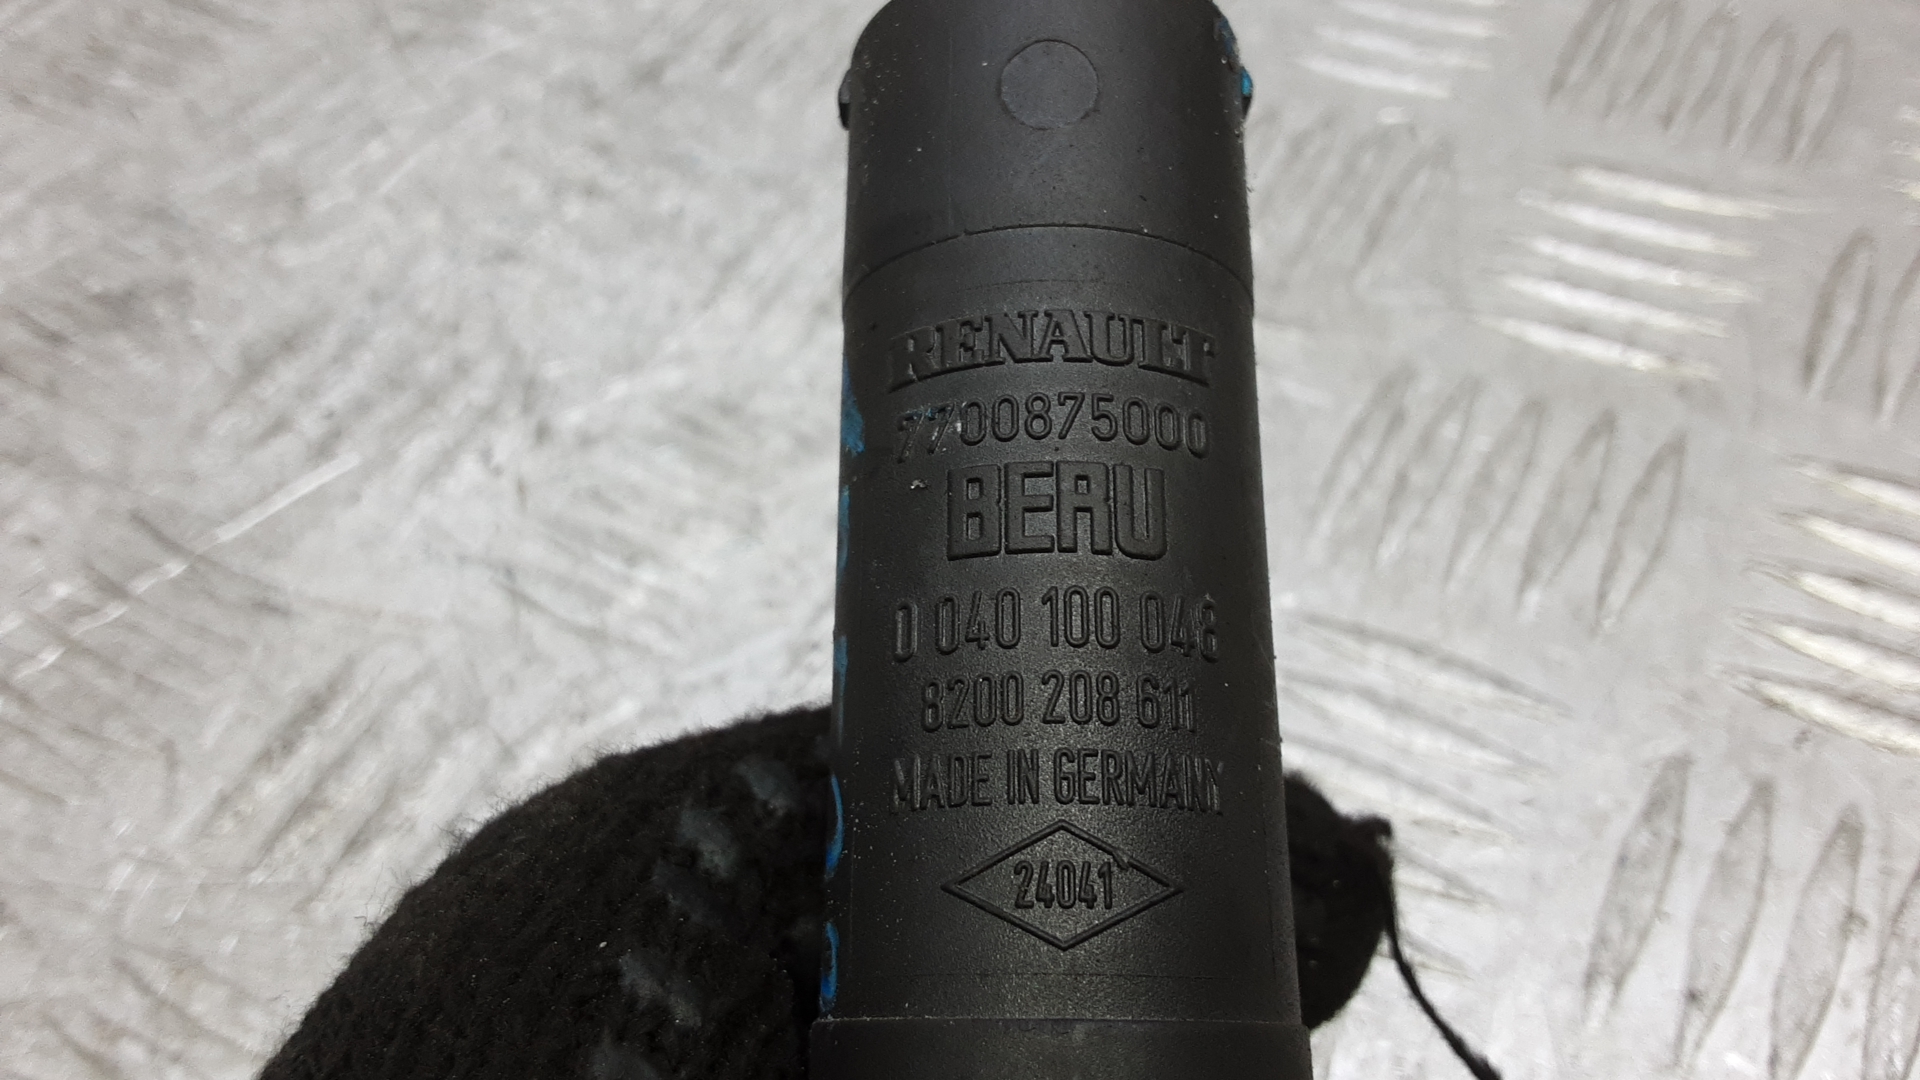 RENAULT
7700875000
BERU
0 040 100 048
8200 208 611
MADE IN GERMANY
24041